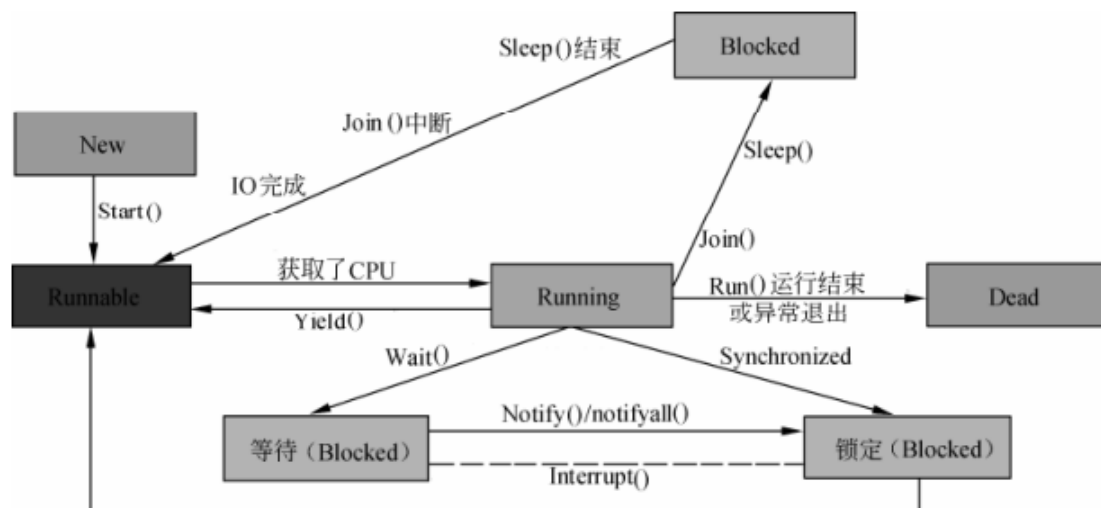 Sleep()结束
Blocked
New
Join()中断
Sleep()
IO完成
Start()
Join()
Runnable
获取了CPU
Running
Run()运行结束
或异常退出
Dead
Yield()
Wait()
Synchronized
等待（Blocked）
Notify()/notifyall()
锁定（Blocked）
Interrupt()